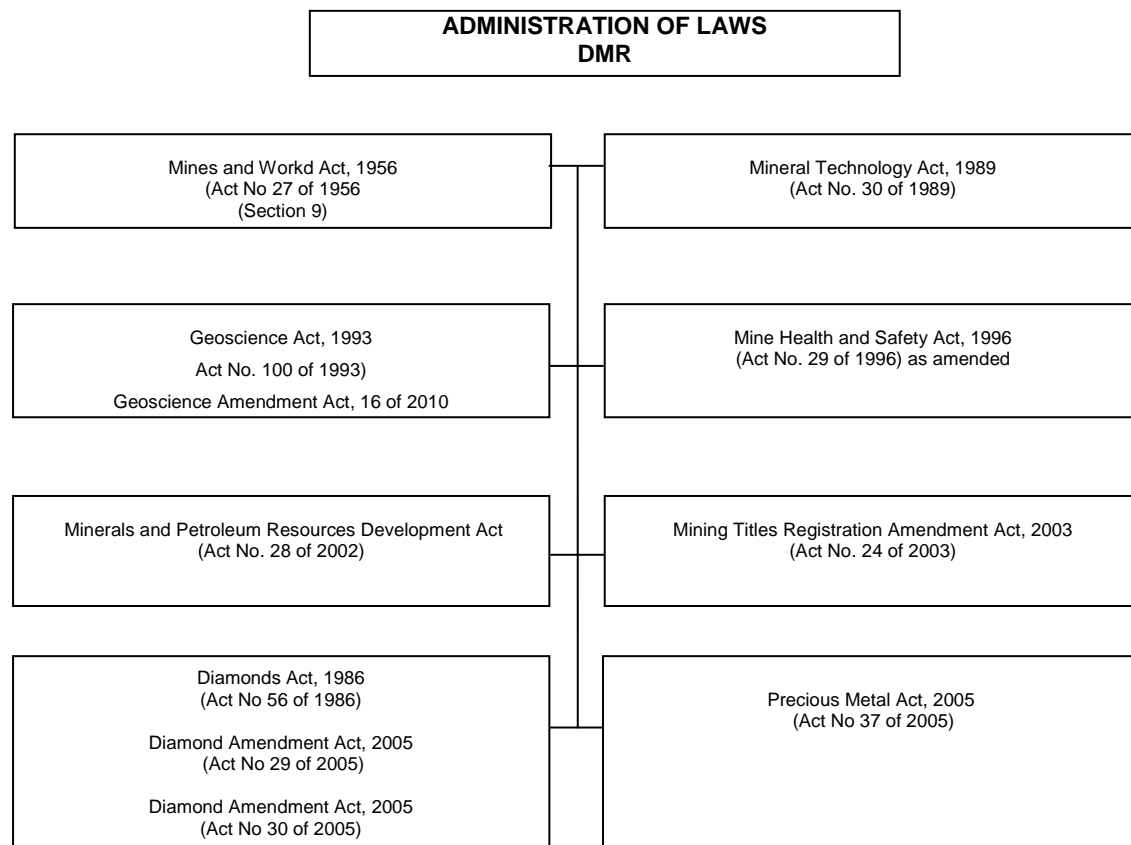 ADMINISTRATION OF LAWS
DMR
Mines and Workd Act, 1956
(Act No 27 of 1956
(Section 9)
Mineral Technology Act, 1989
(Act No. 30 of 1989)
Geoscience Act, 1993
Act No. 100 of 1993)
Geoscience Amendment Act, 16 of 2010
Mine Health and Safety Act, 1996
(Act No. 29 of 1996) as amended
Minerals and Petroleum Resources Development Act
(Act No. 28 of 2002)
Mining Titles Registration Amendment Act, 2003
(Act No. 24 of 2003)
Diamonds Act, 1986
(Act No 56 of 1986)
Diamond Amendment Act, 2005
(Act No 29 of 2005)
Diamond Amendment Act, 2005
(Act No 30 of 2005)
Precious Metal Act, 2005
(Act No 37 of 2005)